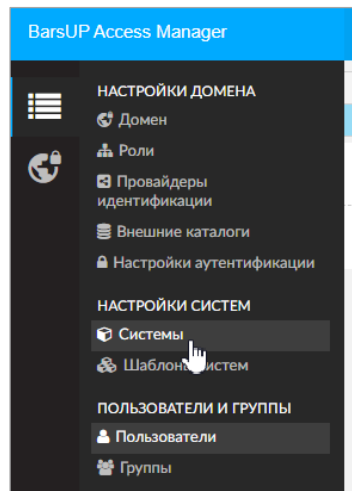 BarsUP Access Manager
НАСТРОЙКИ ДОМЕНА
Домен
Роли
Провайдеры
идентификации
Внешние каталоги
Настройки аутентификации
НАСТРОЙКИ СИСТЕМ
Системы
систем
ПОЛЬЗОВАТЕЛИ И ГРУППЫ
Пользователи
Группы